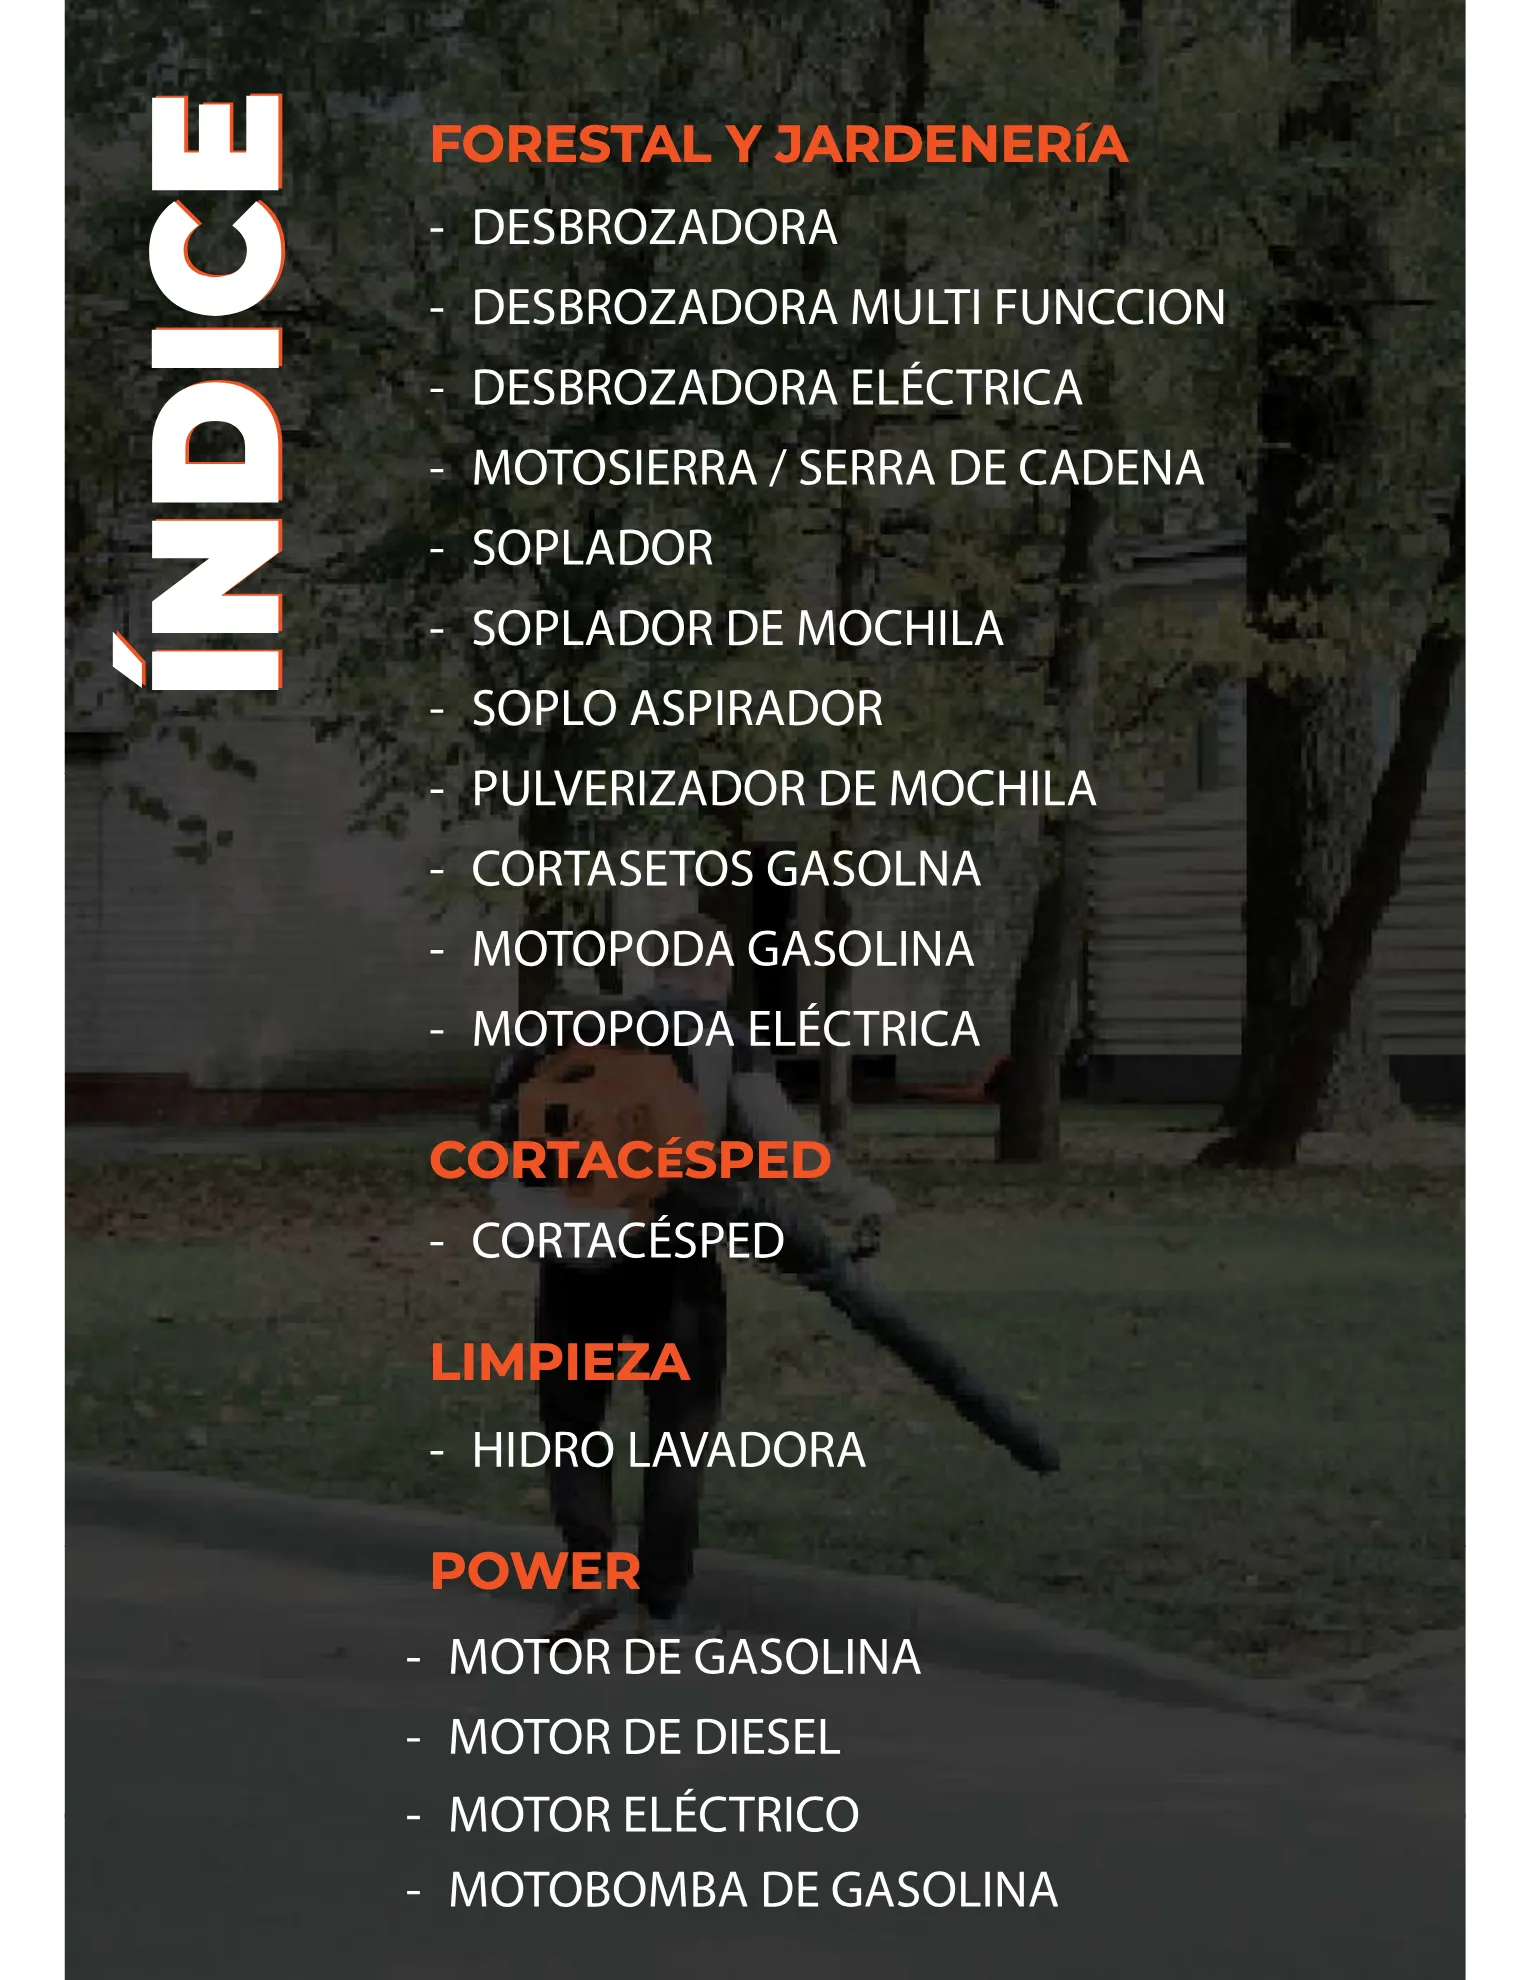 ÍNDICE
FORESTAL Y JARDENERíA
- DESBROZADORA
- DESBROZADORA MULTI FUNCCION
- DESBROZADORA ELÉCTRICA
- MOTOSIERRA / SERRA DE CADENA
- SOPLADOR
- SOPLADOR DE MOCHILA
- SOPLO ASPIRADOR
- PULVERIZADOR DE MOCHILA
- CORTASETOS GASOLNA
- MOTOPODA GASOLINA
- MOTOPODA ELÉCTRICA
CORTACéSPED
- CORTACÉSPED
LIMPIEZA
- HIDRO LAVADORA
POWER
- MOTOR DE GASOLINA
- MOTOR DE DIESEL
- MOTOR ELÉCTRICO
- MOTOBOMBA DE GASOLINA